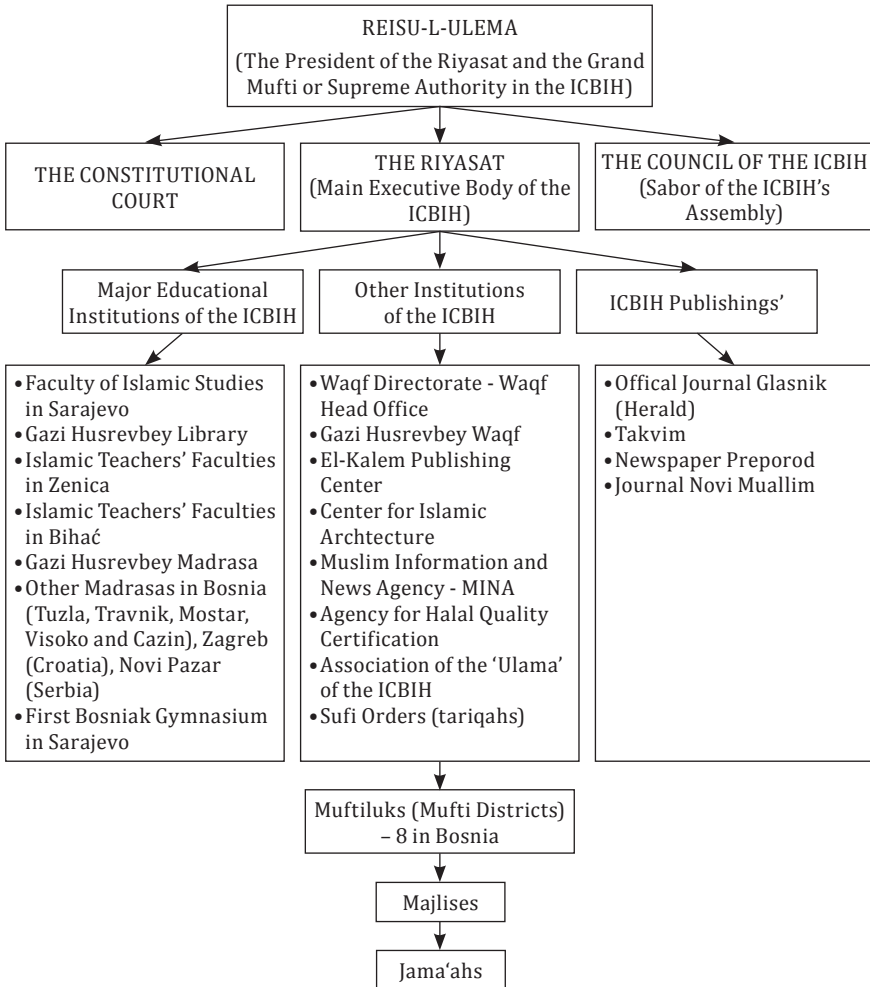 REISU-L-ULEMA
(The President of the Riyasat and the Grand
Mufti or Supreme Authority in the ICBIH)
THE CONSTITUTIONAL
COURT
THE RIYASAT
(Main Executive Body of the
ICBIH)
THE COUNCIL OF THE ICBIH
(Sabor of the ICBIH’s
Assembly)
Major Educational
Institutions of the ICBIH
Other Institutions
of the ICBIH
ICBIH Publishings’
•Faculty of Islamic Studies
in Sarajevo
•Gazi Husrevbey Library
•Islamic Teachers’ Faculties
in Zenica
•Islamic Teachers’ Faculties
in Bihać
•Gazi Husrevbey Madrasa
•Other Madrasas in Bosnia
(Tuzla, Travnik, Mostar,
Visoko and Cazin), Zagreb
(Croatia), Novi Pazar
(Serbia)
•First Bosniak Gymnasium
in Sarajevo
•Waqf Directorate - Waqf
Head Office
•Gazi Husrevbey Waqf
•El-Kalem Publishing
Center
•Center for Islamic
Archtecture
•Muslim Information and
News Agency - MINA
•Agency for Halal Quality
Certification
•Association of the ‘Ulama’
of the ICBIH
•Sufi Orders (tariqahs)
•Offical Journal Glasnik
(Herald)
•Takvim
•Newspaper Preporod
•Journal Novi Muallim
Muftiluks (Mufti Districts)
– 8 in Bosnia
Majlises
Jama‘ahs